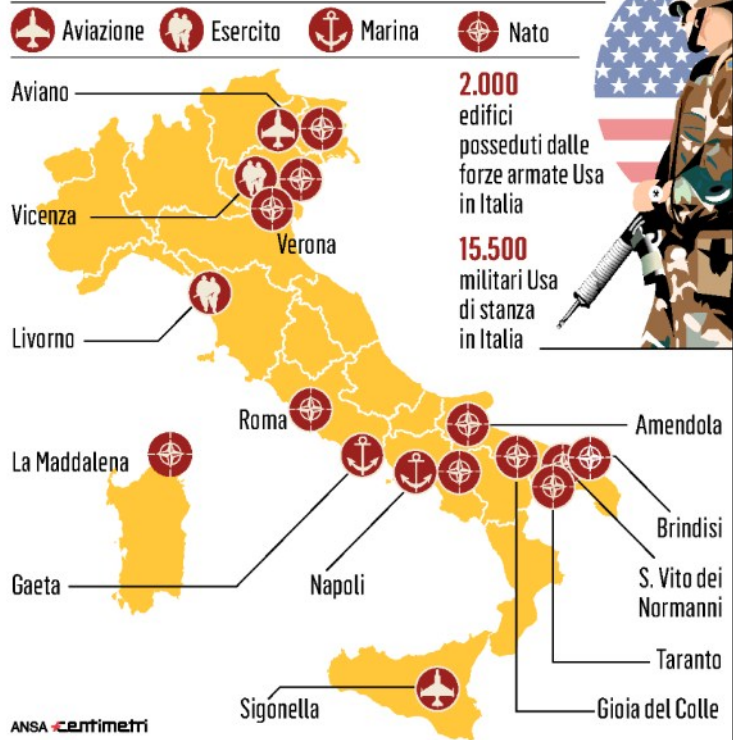 Aviazione
Esercito
Marina
Nato
2.000
edifici
posseduti dalle
forze armate Usa
in Italia
15.500
militari Usa
di stanza
in Italia
Aviano
Vicenza
Verona
Livorno
Roma
La Maddalena
Gaeta
Napoli
Sigonella
Amendola
Brindisi
S. Vito dei
Normanni
Taranto
Gioia del Colle
ANSA centimetri